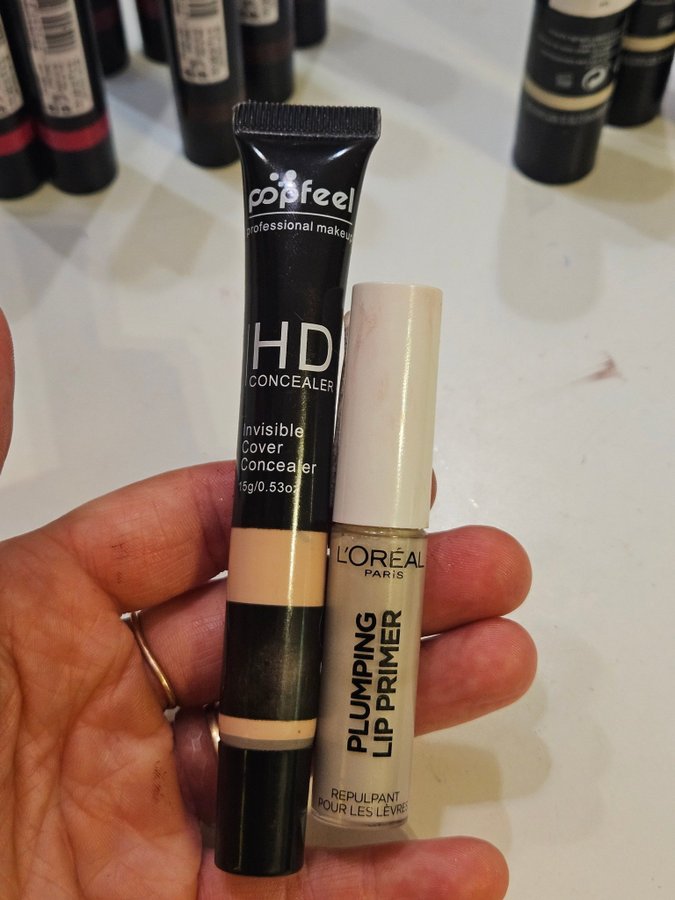 popfeel
professional makeup
HD
CONCEALER
Invisible
Cover
Concealer
15g/0.53oz
L'ORÉAL
PARIS
PLUMPING
LIP PRIMER
REPULPANT
POUR LES LÈVRES